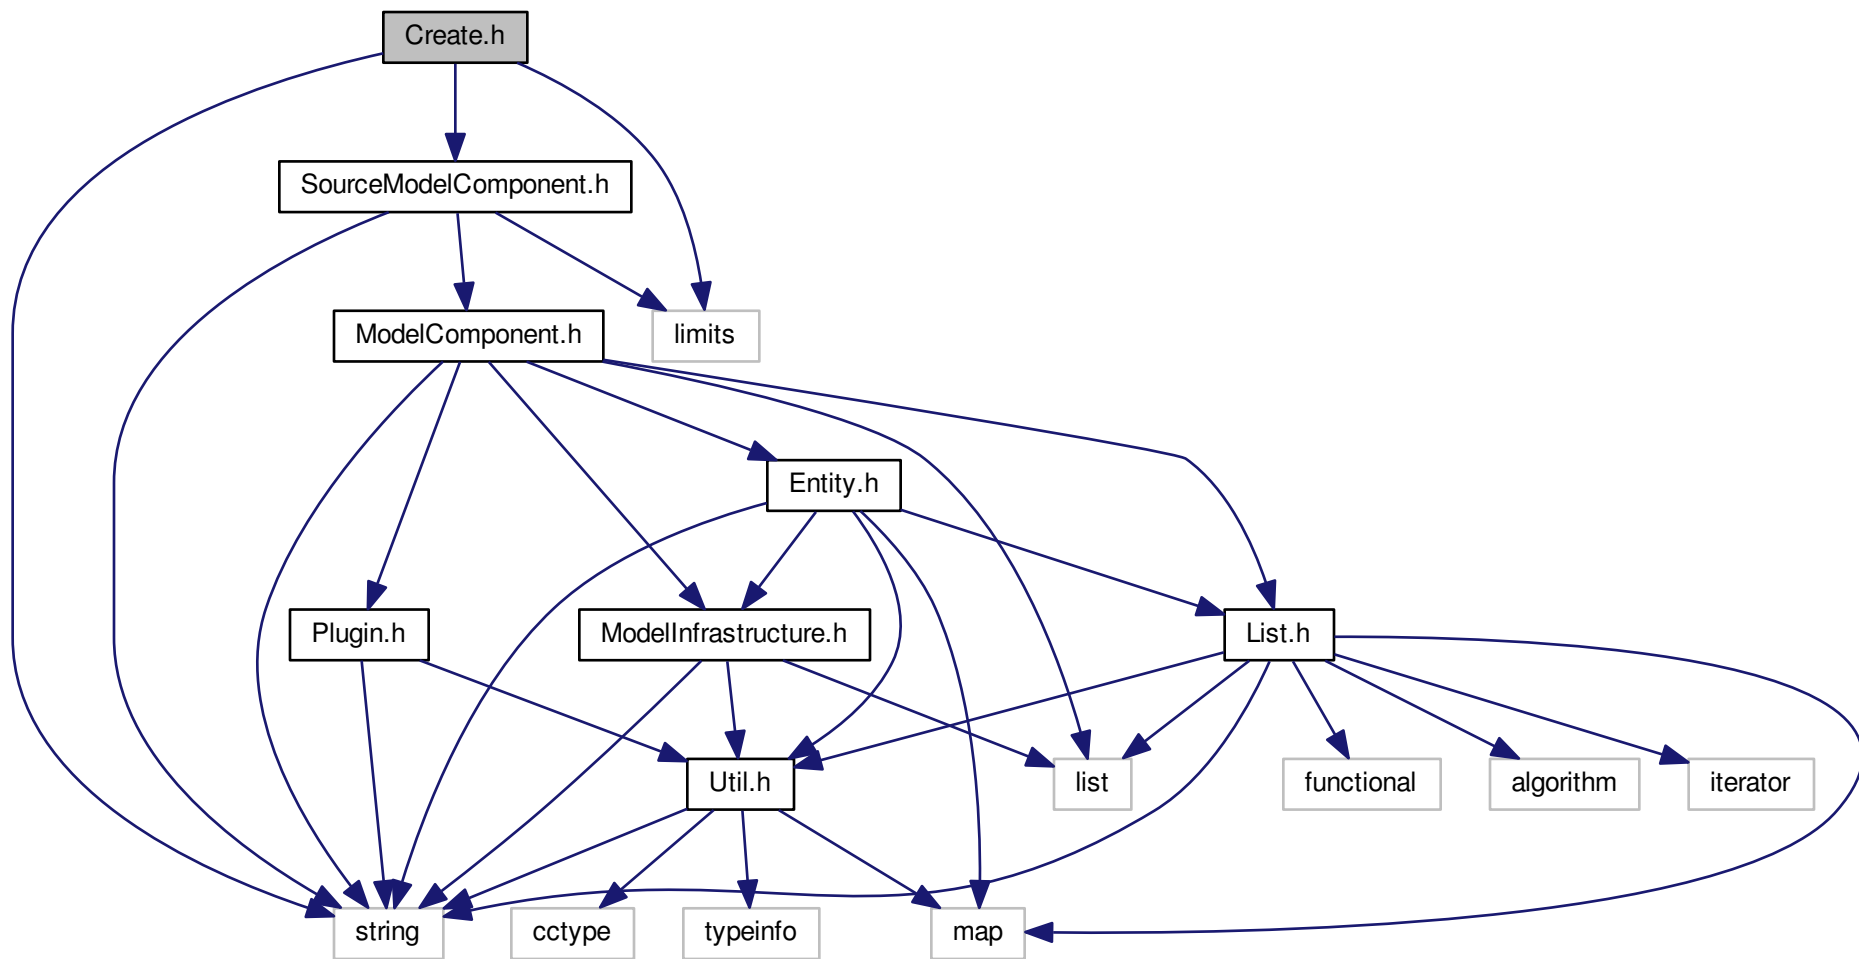 Create.h
SourceModelComponent.h
ModelComponent.h
limits
Entity.h
Plugin.h
ModelInfrastructure.h
List.h
Util.h
list
functional
algorithm
iterator
string
cctype
typeinfo
map